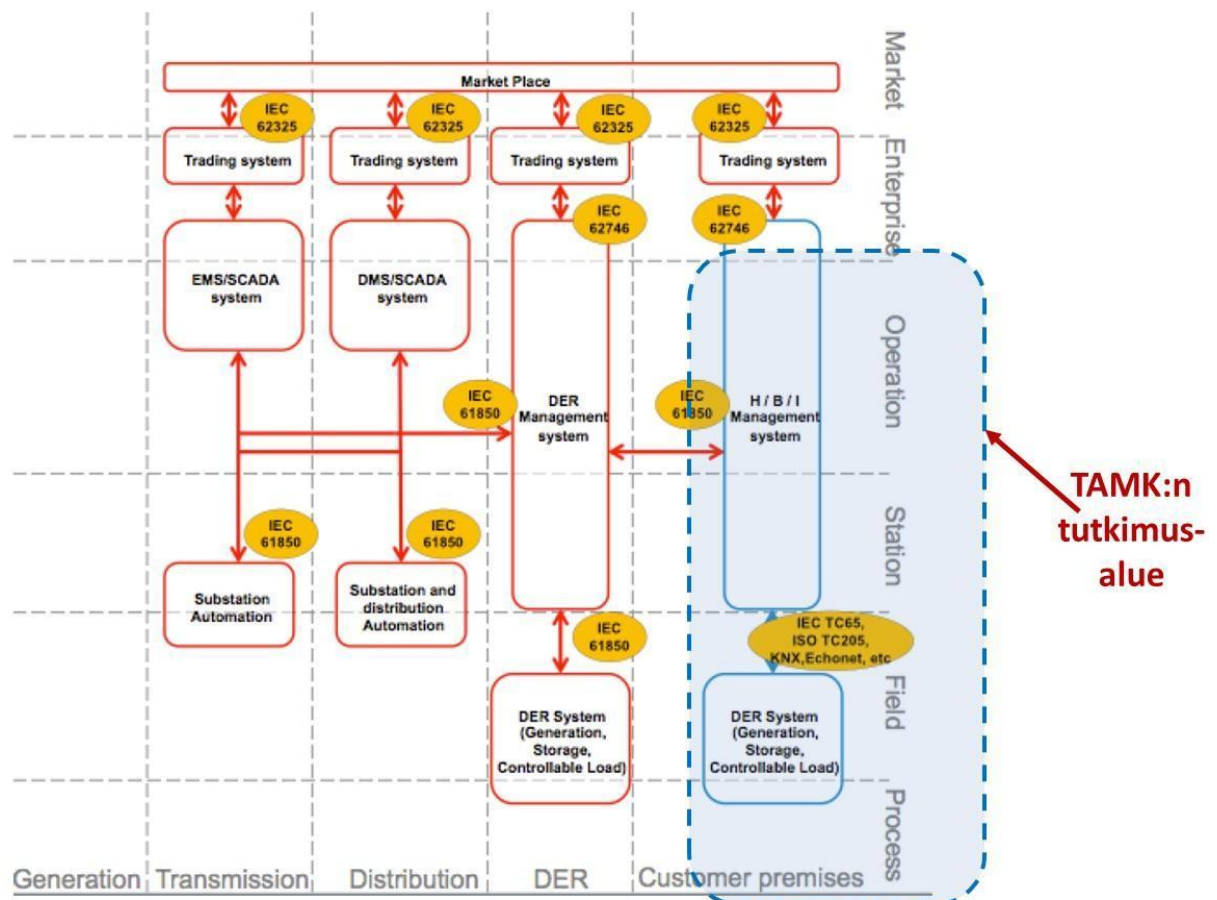 Market Place
Market
IEC
62325
IEC
62325
IEC
62325
IEC
62325
Trading system
Trading system
Trading system
Trading system
Enterprise
IEC
62746
IEC
62746
EMS/SCADA
system
DMS/SCADA
system
Operation
IEC
61850
DER
Management
system
IEC
61850
H / B / I
Management
system
TAMK:n
tutkimus-
alue
Station
IEC
61850
IEC
61850
Substation
Automation
Substation and
distribution
Automation
IEC
61850
IEC TC65,
ISO TC205,
KNX,Echonet, etc
Field
DER System
(Generation,
Storage,
Controllable Load)
DER System
(Generation,
Storage,
Controllable Load)
Process
Generation
Transmission
Distribution
DER
Customer premises